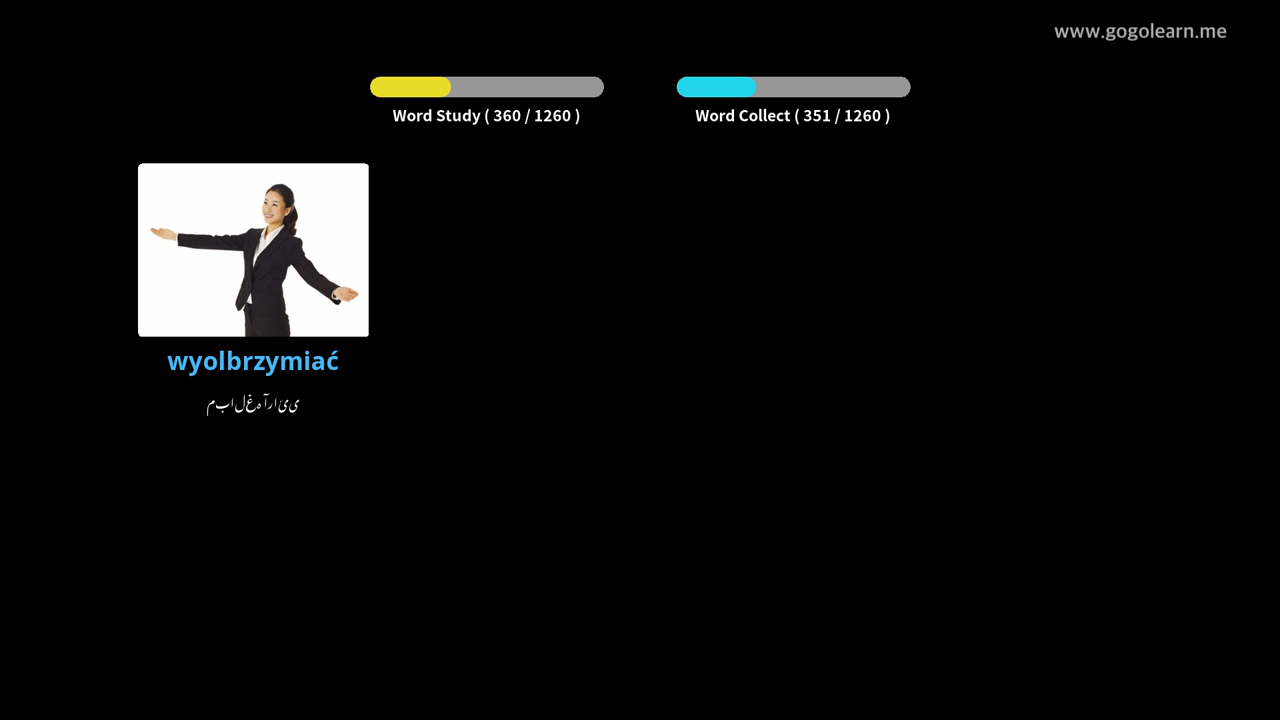 www.gogolearn.me
Word Study ( 360 / 1260 )
Word Collect ( 351 / 1260 )
wyolbrzymiać
مبالغہ آرائی